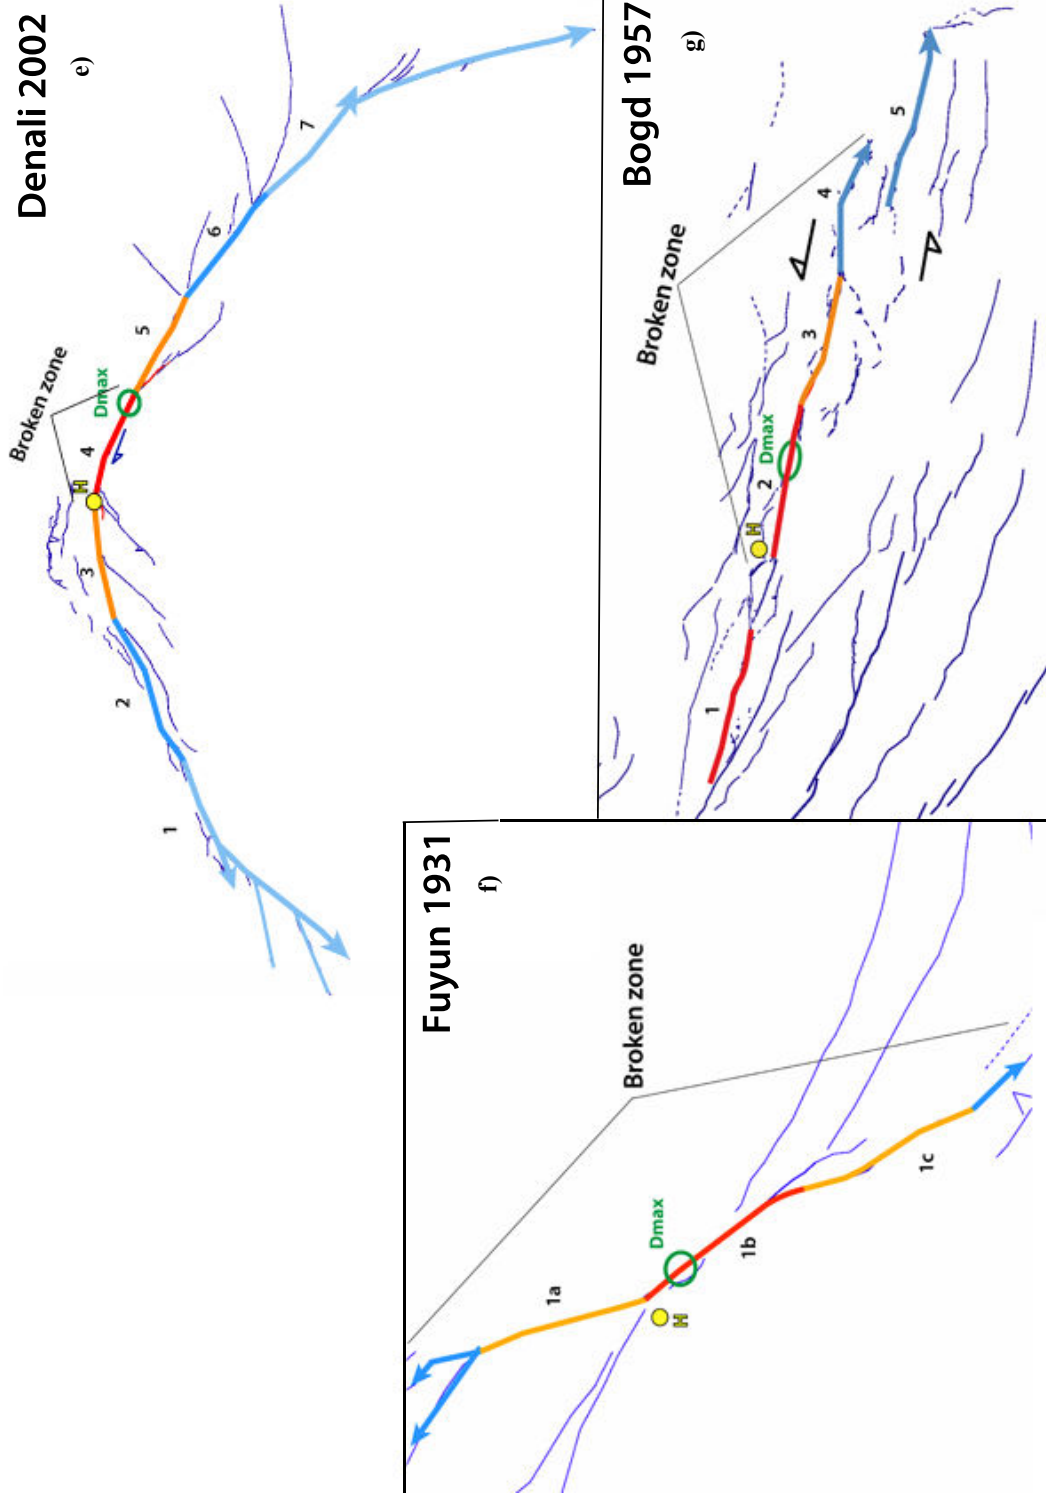 Denali 2002
e)
Broken zone
Dmax
H
1
2
3
4
5
6
7
Fuyun 1931
f)
Broken zone
Dmax
H
1a
1b
1c
Bogd 1957
g)
Broken zone
Dmax
H
1
2
3
4
5